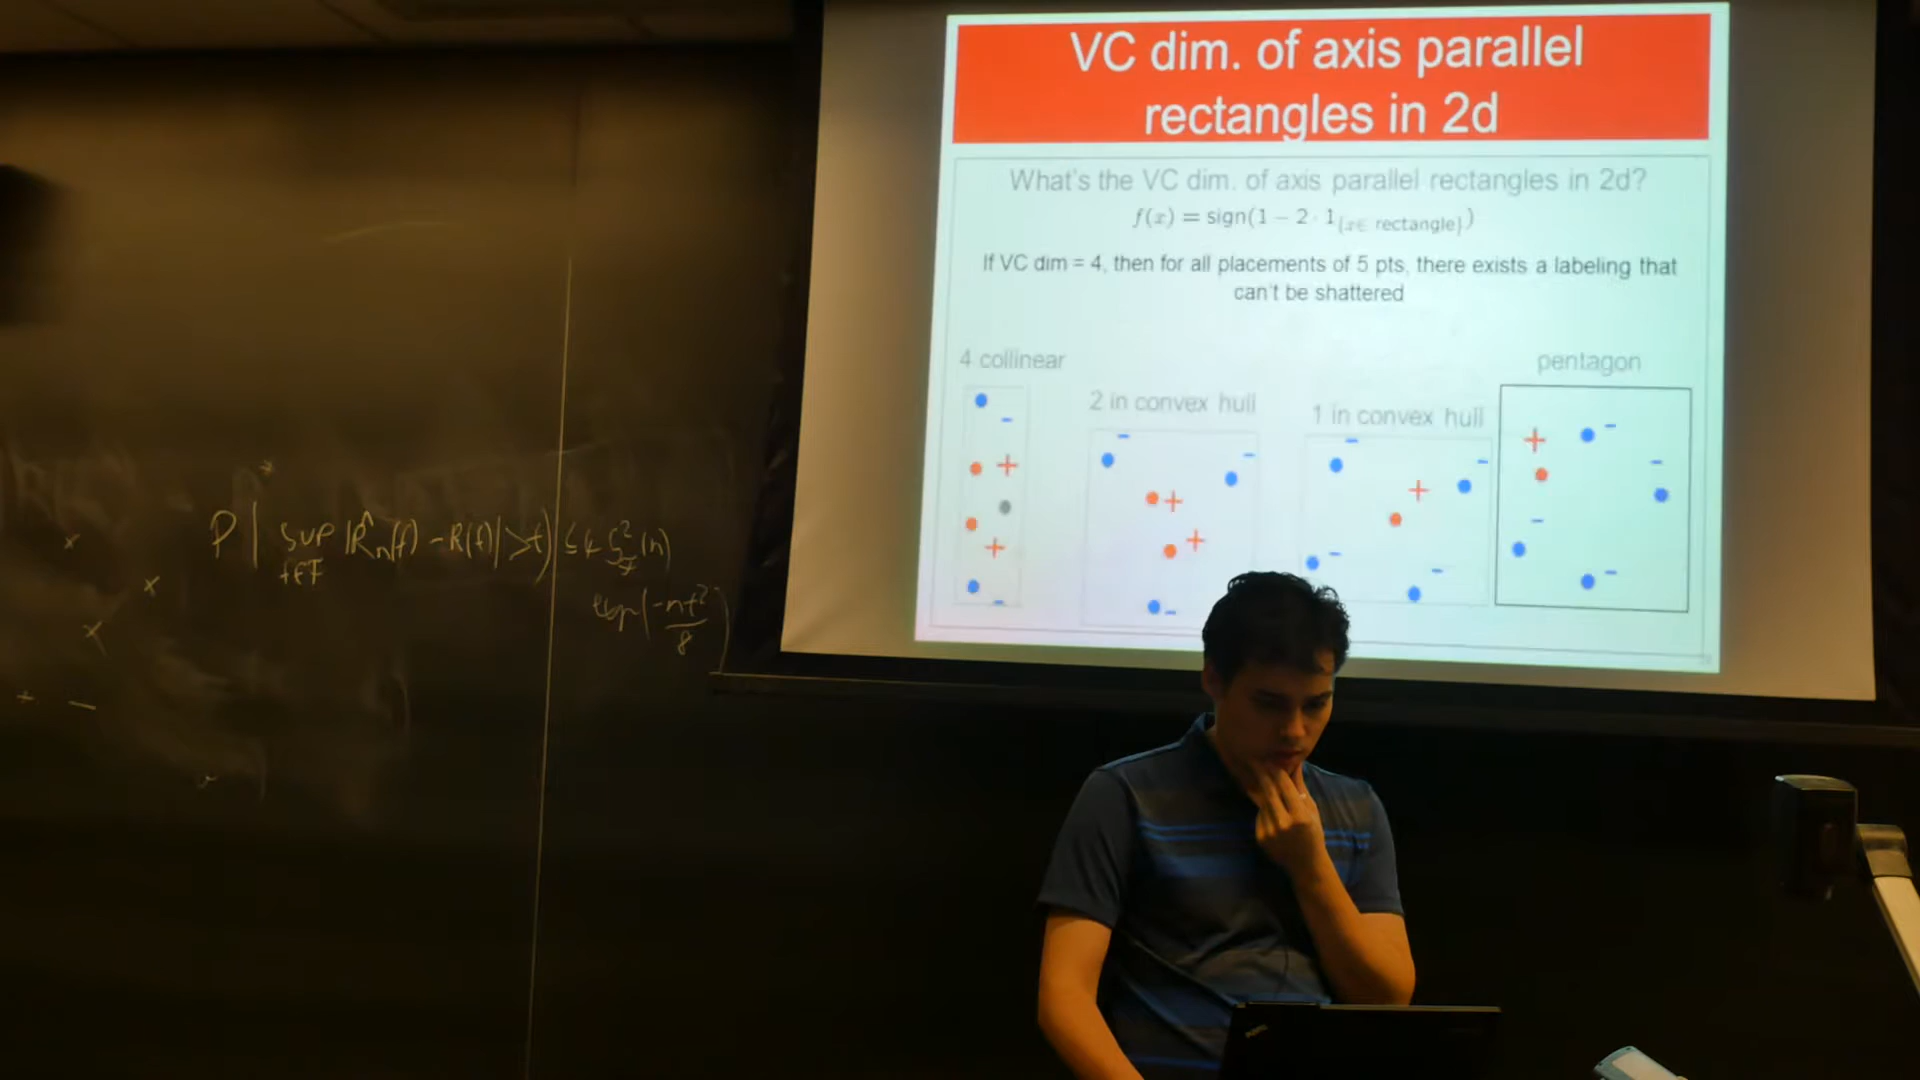 VC dim. of axis parallel
rectangles in 2d
What's the VC dim. of axis parallel rectangles in 2d?
f(x) = sign(1 − 2 · 1{x∈ rectangle})
If VC dim = 4, then for all placements of 5 pts, there exists a labeling that
can't be shattered
4 collinear
2 in convex hull
1 in convex hull
pentagon
P( sup |R̂n(f) − R(f)| > t) ≤ 4 S²(n)
f∈F
exp(−nt²/8)